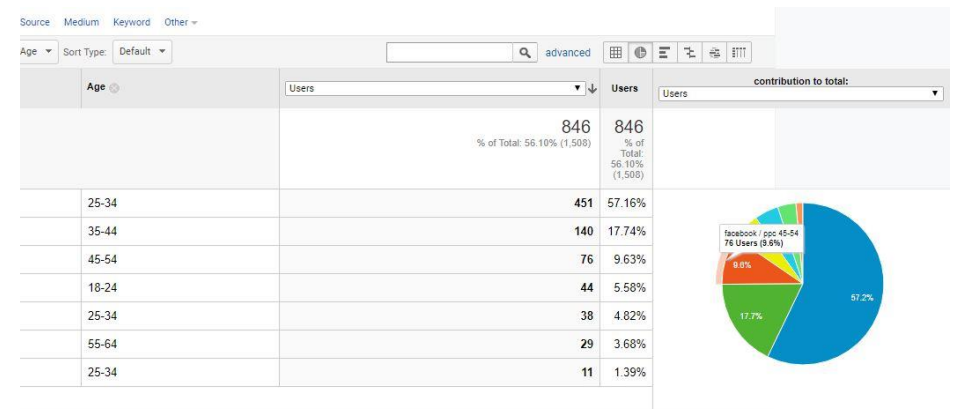 Source Medium Keyword Other
Age Sort Type: Default advanced
Age Users Users contribution to total:
Users
846 846
% of Total: 56.10% (1,508) % of
Total:
56.10%
(1,508)
25-34 451 57.16%
35-44 140 17.74%
45-54 76 9.63%
18-24 44 5.58%
25-34 38 4.82%
55-64 29 3.68%
25-34 11 1.39%
facebook / ppc 45-54
76 Users (9.6%)
9.6%
57.2%
17.7%